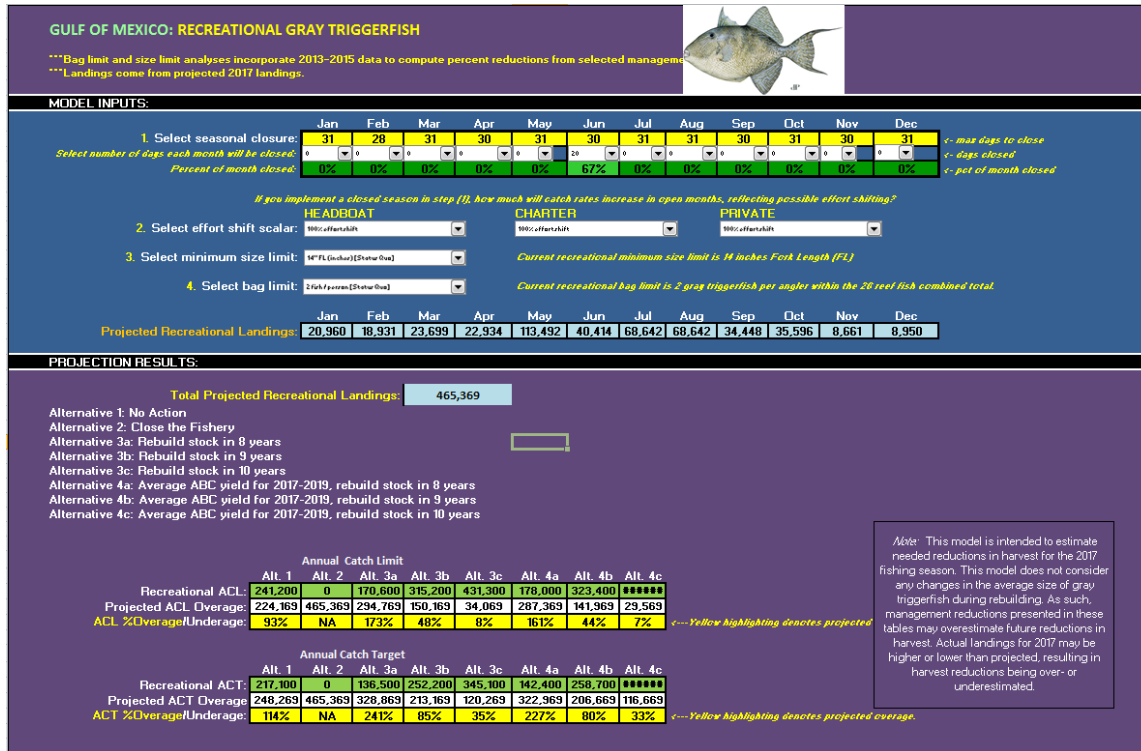 GULF OF MEXICO: RECREATIONAL GRAY TRIGGERFISH
***Bag limit and size limit analyses incorporate 2013-2015 data to compute percent reductions from selected manageme
***Landings come from projected 2017 landings.
MODEL INPUTS:
Jan Feb Mar Apr May Jun Jul Aug Sep Oct Nov Dec
1. Select seasonal closure: 31 28 31 30 31 30 31 31 30 31 30 31 <- max days to close
Select number of days each month will be closed: 0 0 0 0 0 20 0 0 0 0 0 0 <- days closed
Percent of month closed: 0% 0% 0% 0% 0% 67% 0% 0% 0% 0% 0% 0% <- pct of month closed
If you implement a closed season in step (1), how much will catch rates increase in open months, reflecting possible effort shifting?
HEADBOAT CHARTER PRIVATE
2. Select effort shift scalar: 100% effort shift 100% effort shift 100% effort shift
3. Select minimum size limit: 14" FL (inches) [Status Quo] Current recreational minimum size limit is 14 inches Fork Length (FL)
4. Select bag limit: 2 fish / person [Status Quo] Current recreational bag limit is 2 gray triggerfish per angler within the 20 reef fish combined total.
Jan Feb Mar Apr May Jun Jul Aug Sep Oct Nov Dec
Projected Recreational Landings: 20,960 18,931 23,699 22,934 113,492 40,414 68,642 68,642 34,448 35,596 8,661 8,950
PROJECTION RESULTS:
Total Projected Recreational Landings: 465,369
Alternative 1: No Action
Alternative 2: Close the Fishery
Alternative 3a: Rebuild stock in 8 years
Alternative 3b: Rebuild stock in 9 years
Alternative 3c: Rebuild stock in 10 years
Alternative 4a: Average ABC yield for 2017-2019, rebuild stock in 8 years
Alternative 4b: Average ABC yield for 2017-2019, rebuild stock in 9 years
Alternative 4c: Average ABC yield for 2017-2019, rebuild stock in 10 years
Annual Catch Limit
Alt. 1 Alt. 2 Alt. 3a Alt. 3b Alt. 3c Alt. 4a Alt. 4b Alt. 4c
Recreational ACL: 241,200 0 170,600 315,200 431,300 178,000 323,400 ######
Projected ACL Overage: 224,169 465,369 294,769 150,169 34,069 287,369 141,969 29,569
ACL %Overage/Underage: 93% NA 173% 48% 8% 161% 44% 7% <---Yellow highlighting denotes projected
Annual Catch Target
Alt. 1 Alt. 2 Alt. 3a Alt. 3b Alt. 3c Alt. 4a Alt. 4b Alt. 4c
Recreational ACT: 217,100 0 136,500 252,200 345,100 142,400 258,700 ######
Projected ACT Overage 248,269 465,369 328,869 213,169 120,269 322,969 206,669 116,669
ACT %Overage/Underage: 114% NA 241% 85% 35% 227% 80% 33% <---Yellow highlighting denotes projected overage.
Note: This model is intended to estimate
needed reductions in harvest for the 2017
fishing season. This model does not consider
any changes in the average size of gray
triggerfish during rebuilding. As such,
management reductions presented in these
tables may overestimate future reductions in
harvest. Actual landings for 2017 may be
higher or lower than projected, resulting in
harvest reductions being over- or
underestimated.